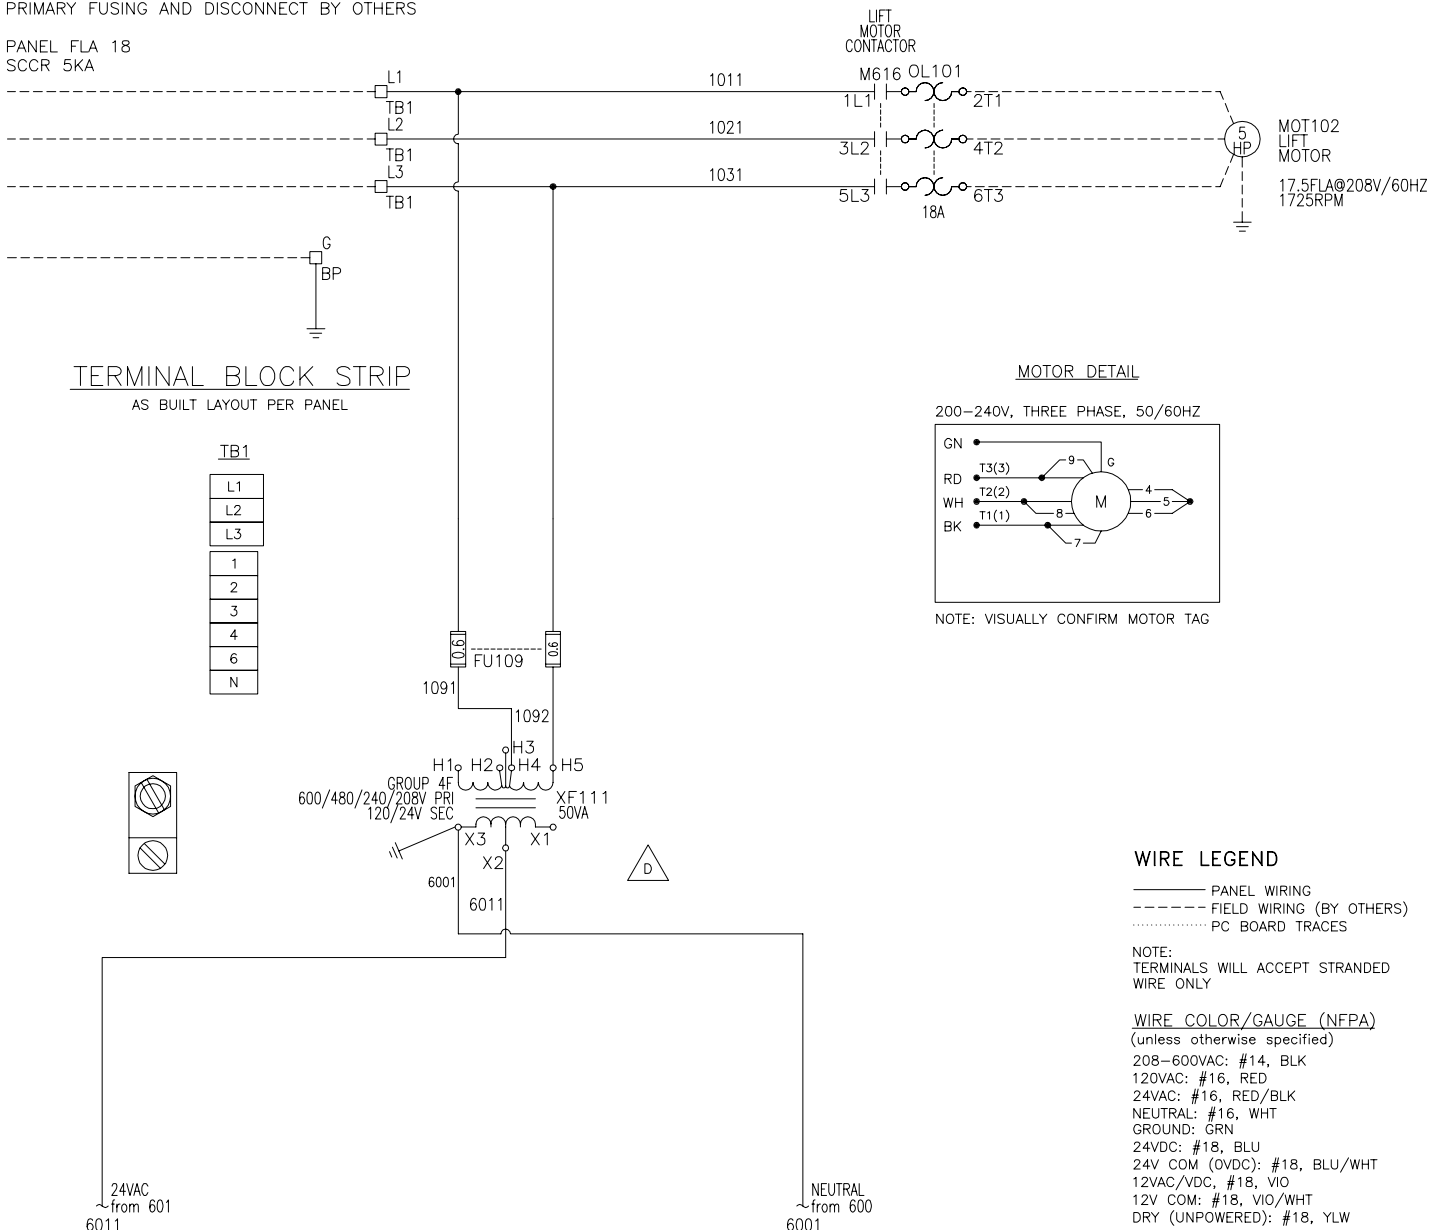 PRIMARY FUSING AND DISCONNECT BY OTHERS
PANEL FLA 18
SCCR 5KA
LIFT
MOTOR
CONTACTOR
L1
TB1
1011
M616
OL101
1L1
2T1
L2
TB1
1021
3L2
4T2
L3
TB1
1031
5L3
6T3
18A
5
HP
MOT102
LIFT
MOTOR
17.5FLA@208V/60HZ
1725RPM
G
BP
TERMINAL BLOCK STRIP
AS BUILT LAYOUT PER PANEL
TB1
L1
L2
L3
1
2
3
4
6
N
MOTOR DETAIL
200-240V, THREE PHASE, 50/60HZ
GN
G
RD
T3(3)
9
WH
T2(2)
8
BK
T1(1)
7
M
4
5
6
NOTE: VISUALLY CONFIRM MOTOR TAG
0.6
FU109
0.6
1091
1092
H3
H1
H2
H4
H5
GROUP 4F
600/480/240/208V PRI
120/24V SEC
XF111
50VA
X3
X1
X2
6001
6011
D
WIRE LEGEND
PANEL WIRING
FIELD WIRING (BY OTHERS)
PC BOARD TRACES
NOTE:
TERMINALS WILL ACCEPT STRANDED
WIRE ONLY
WIRE COLOR/GAUGE (NFPA)
(unless otherwise specified)
208-600VAC: #14, BLK
120VAC: #16, RED
24VAC: #16, RED/BLK
NEUTRAL: #16, WHT
GROUND: GRN
24VDC: #18, BLU
24V COM (0VDC): #18, BLU/WHT
12VAC/VDC, #18, VIO
12V COM: #18, VIO/WHT
DRY (UNPOWERED): #18, YLW
24VAC
from 601
6011
NEUTRAL
from 600
6001